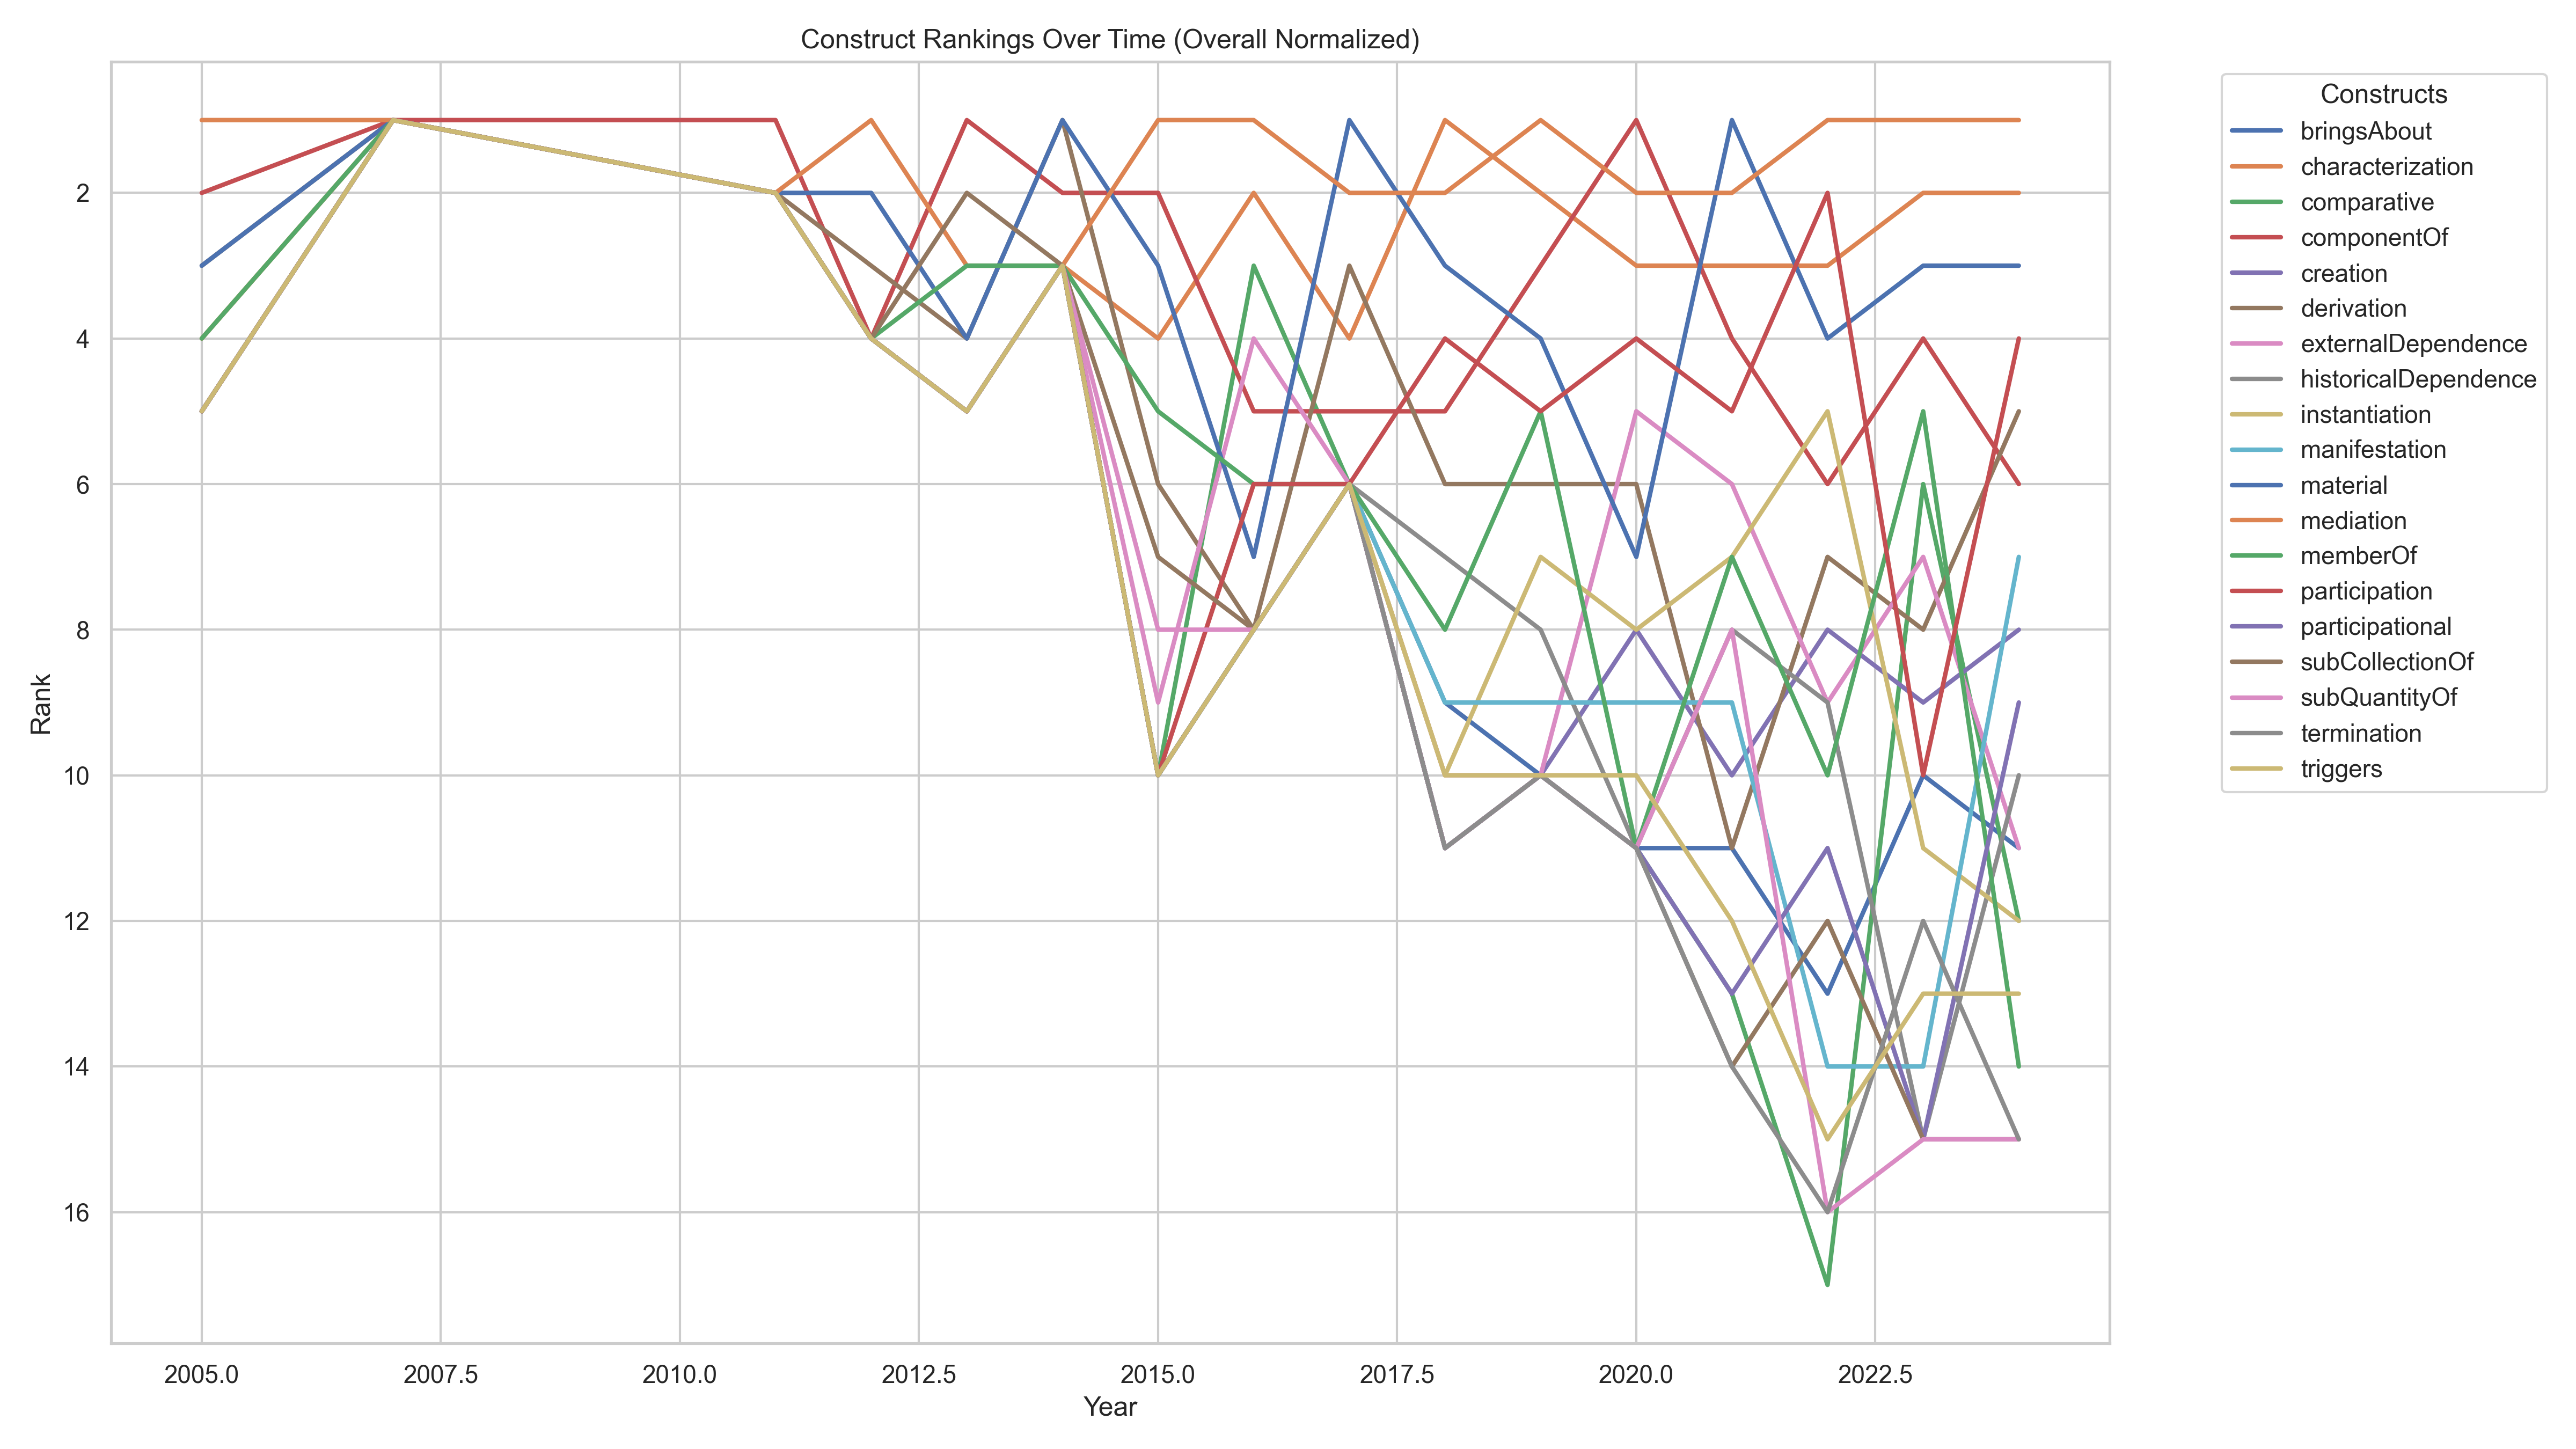 Construct Rankings Over Time (Overall Normalized)
Rank
2
4
6
8
10
12
14
16
2005.0
2007.5
2010.0
2012.5
2015.0
2017.5
2020.0
2022.5
Year
Constructs
bringsAbout
characterization
comparative
componentOf
creation
derivation
externalDependence
historicalDependence
instantiation
manifestation
material
mediation
memberOf
participation
participational
subCollectionOf
subQuantityOf
termination
triggers